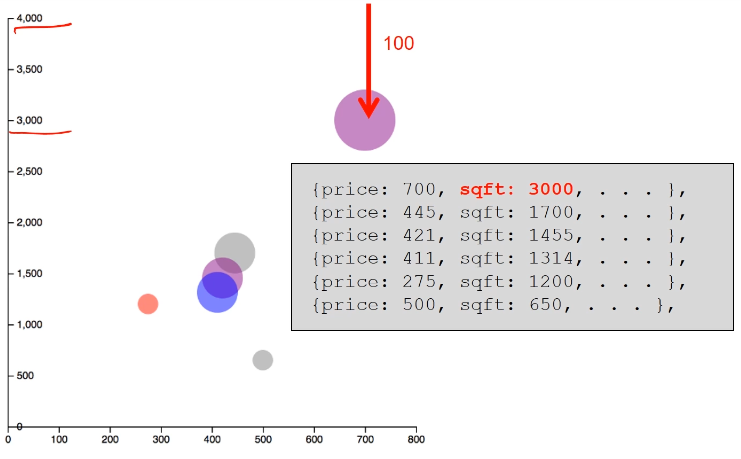 4,000
3,500
3,000
2,500
2,000
1,500
1,000
500
0
100
{price: 700, sqft: 3000, . . . },
{price: 445, sqft: 1700, . . . },
{price: 421, sqft: 1455, . . . },
{price: 411, sqft: 1314, . . . },
{price: 275, sqft: 1200, . . . },
{price: 500, sqft: 650, . . . },
0 100 200 300 400 500 600 700 800